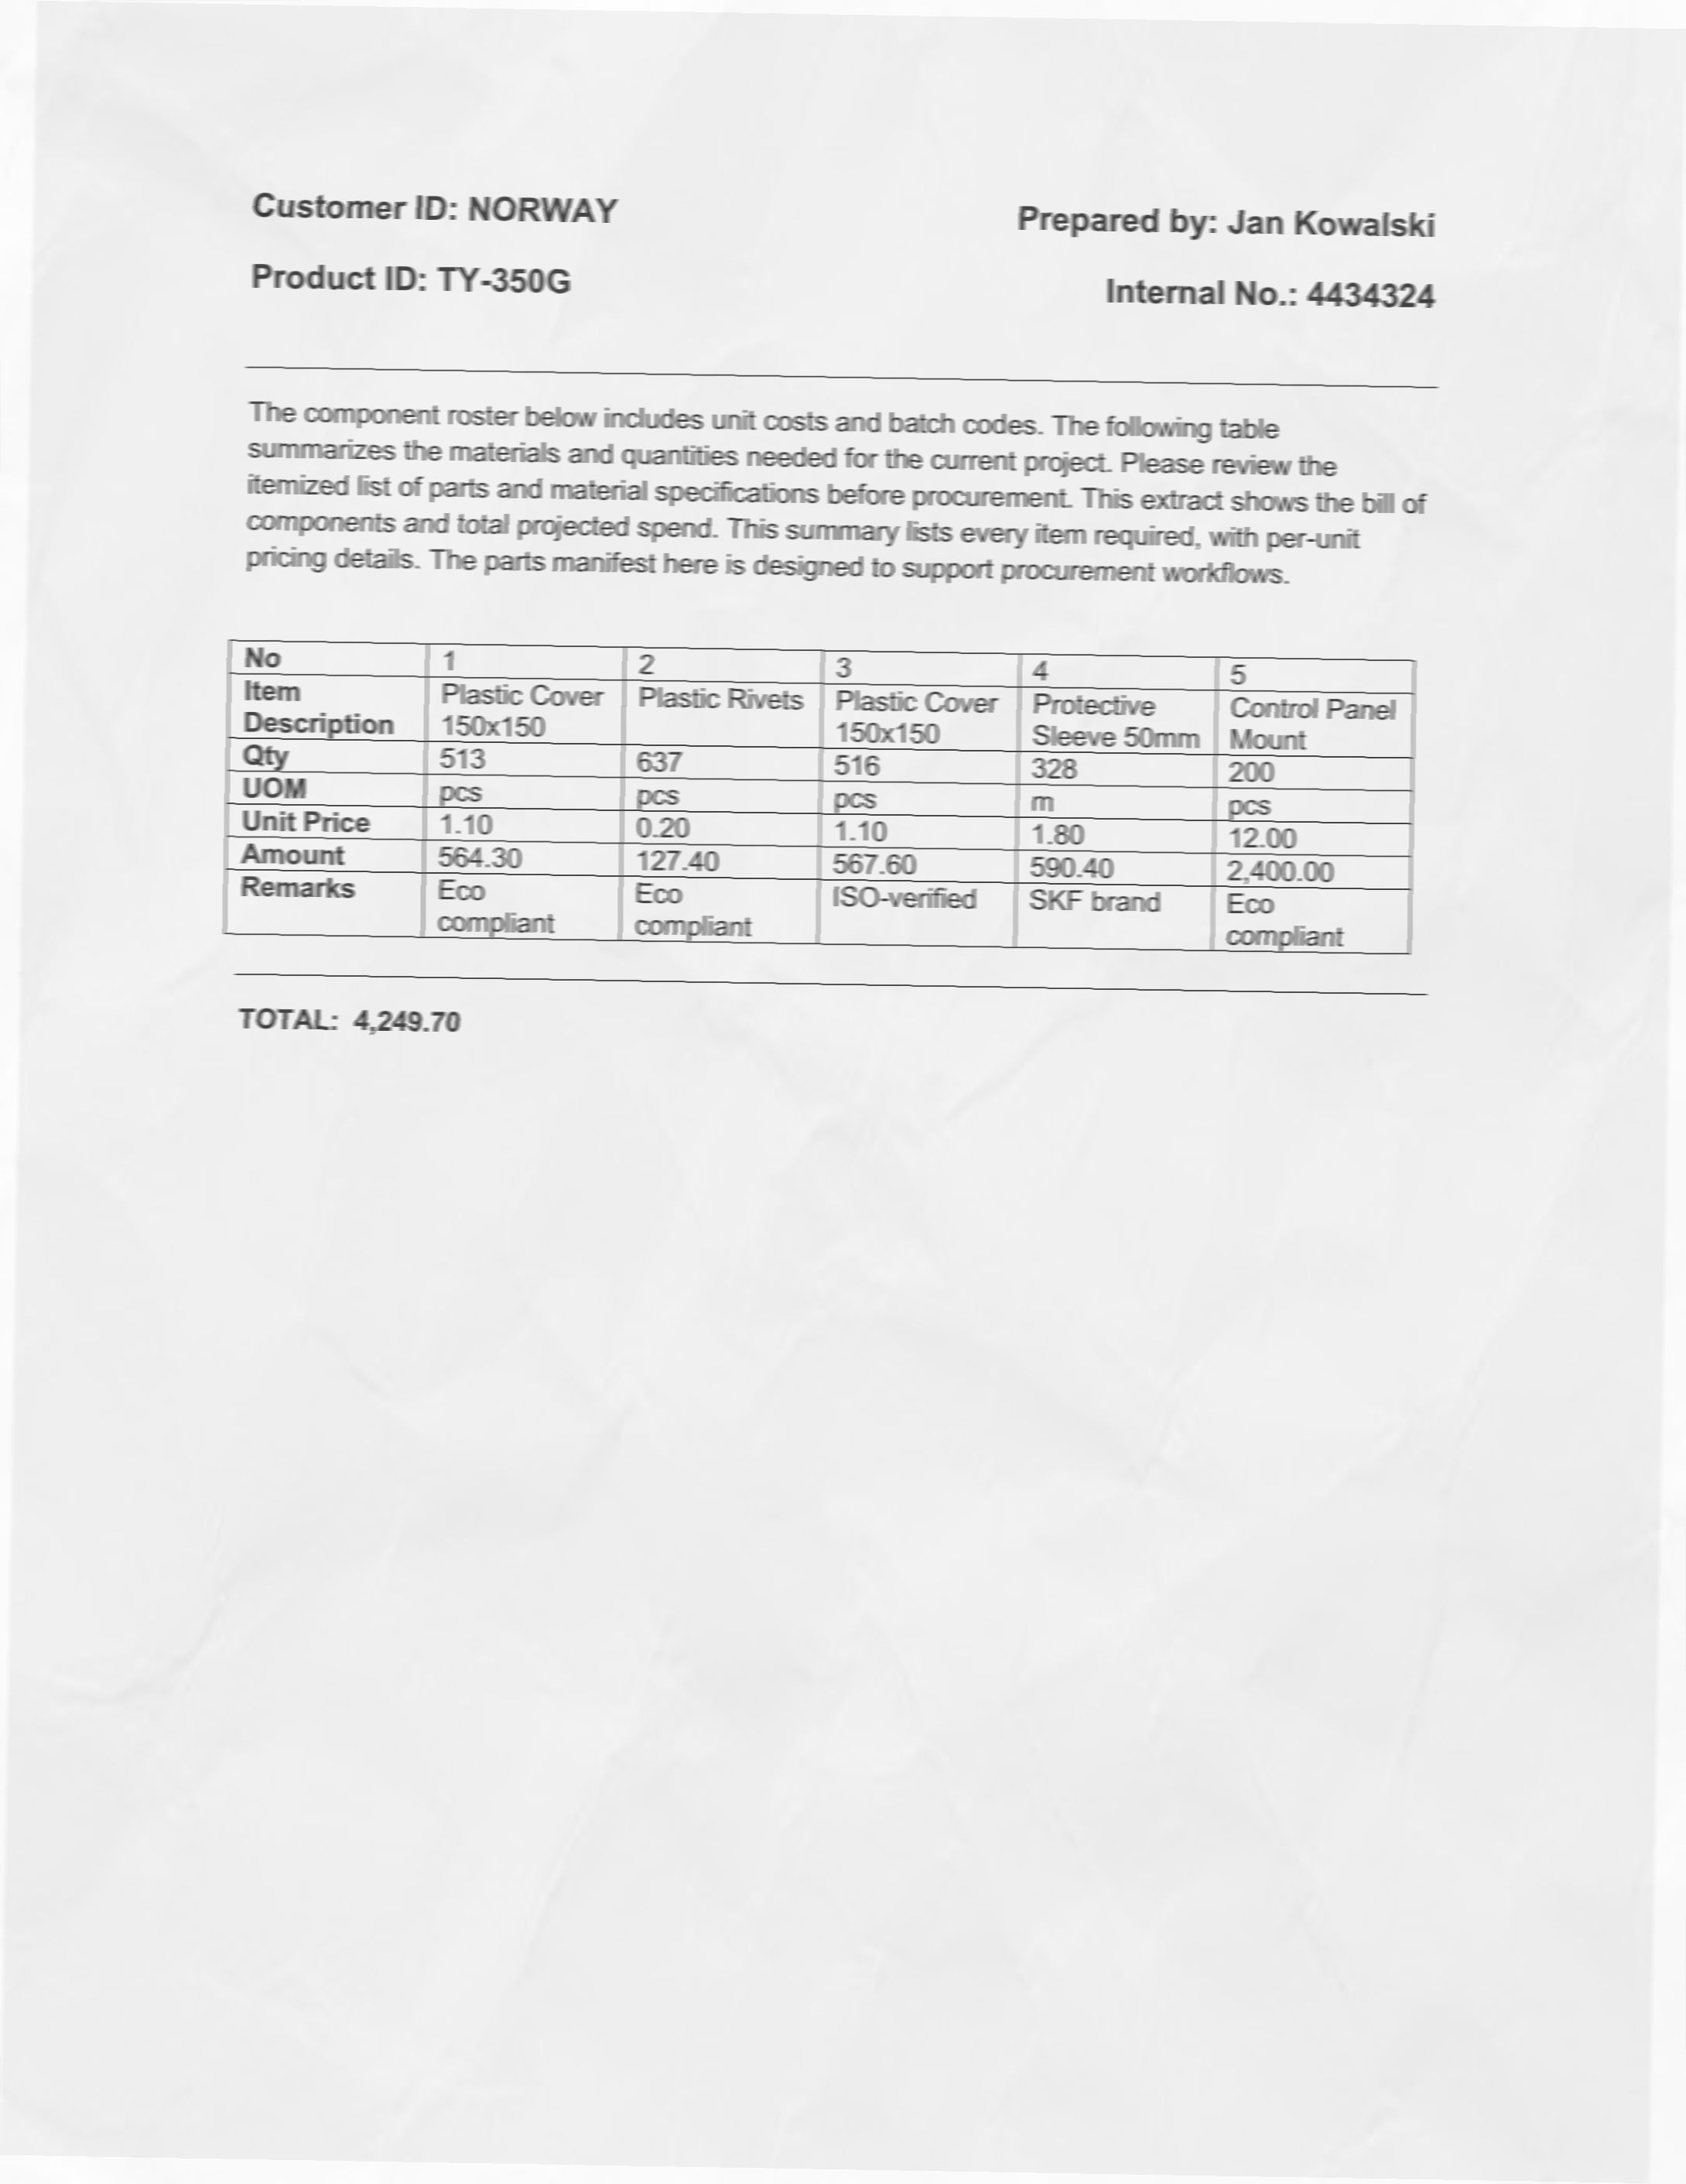 Customer ID: NORWAY
Prepared by: Jan Kowalski
Product ID: TY-350G
Internal No.: 4434324
The component roster below includes unit costs and batch codes. The following table
summarizes the materials and quantities needed for the current project. Please review the
itemized list of parts and material specifications before procurement. This extract shows the bill of
components and total projected spend. This summary lists every item required, with per-unit
pricing details. The parts manifest here is designed to support procurement workflows.
No 1 2 3 4 5
Item Plastic Cover Plastic Rivets Plastic Cover Protective Control Panel
Description 150x150 150x150 Sleeve 50mm Mount
Qty 513 637 516 328 200
UOM pcs pcs pcs m pcs
Unit Price 1.10 0.20 1.10 1.80 12.00
Amount 564.30 127.40 567.60 590.40 2,400.00
Remarks Eco Eco ISO-verified SKF brand Eco
compliant compliant compliant
TOTAL: 4,249.70